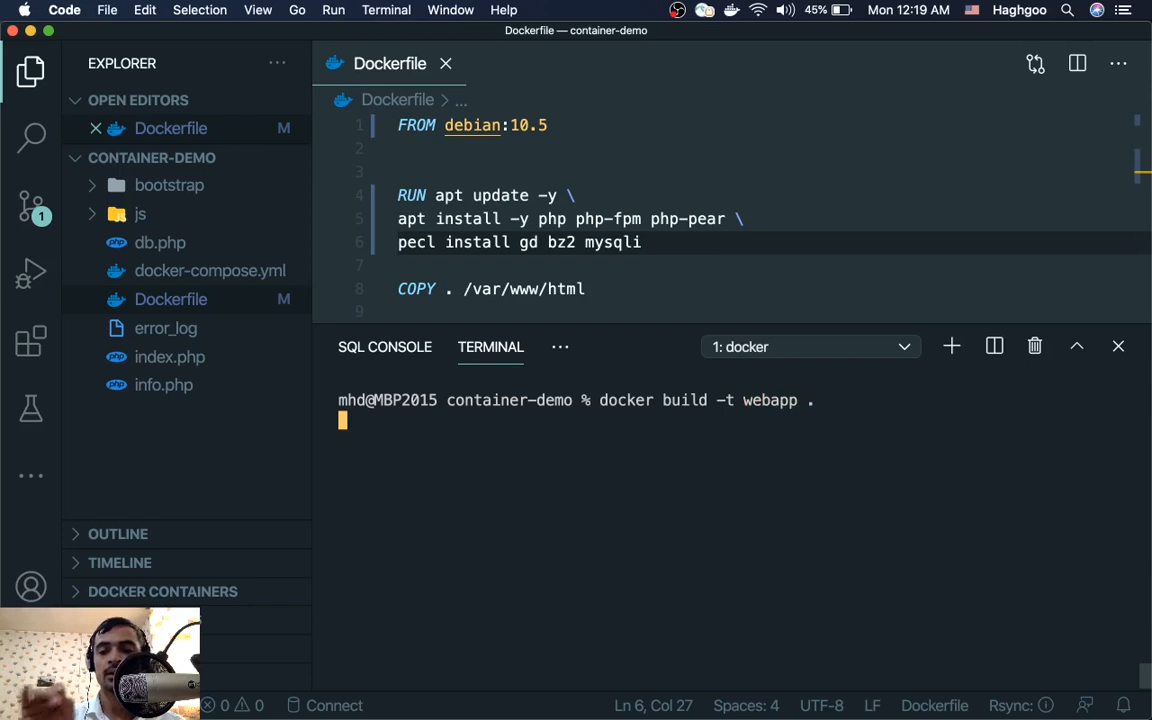 Code File Edit Selection View Go Run Terminal Window Help 45% Mon 12:19 AM Haghgoo
Dockerfile — container-demo
EXPLORER
OPEN EDITORS
Dockerfile M
CONTAINER-DEMO
bootstrap
js
db.php
docker-compose.yml
Dockerfile M
error_log
index.php
info.php
1
OUTLINE
TIMELINE
DOCKER CONTAINERS
Dockerfile
Dockerfile > ...
1 FROM debian:10.5
2
3
4 RUN apt update -y \
5 apt install -y php php-fpm php-pear \
6 pecl install gd bz2 mysqli
7
8 COPY . /var/www/html
9
SQL CONSOLE TERMINAL 1: docker
mhd@MBP2015 container-demo % docker build -t webapp .
0 0 Connect Ln 6, Col 27 Spaces: 4 UTF-8 LF Dockerfile Rsync: